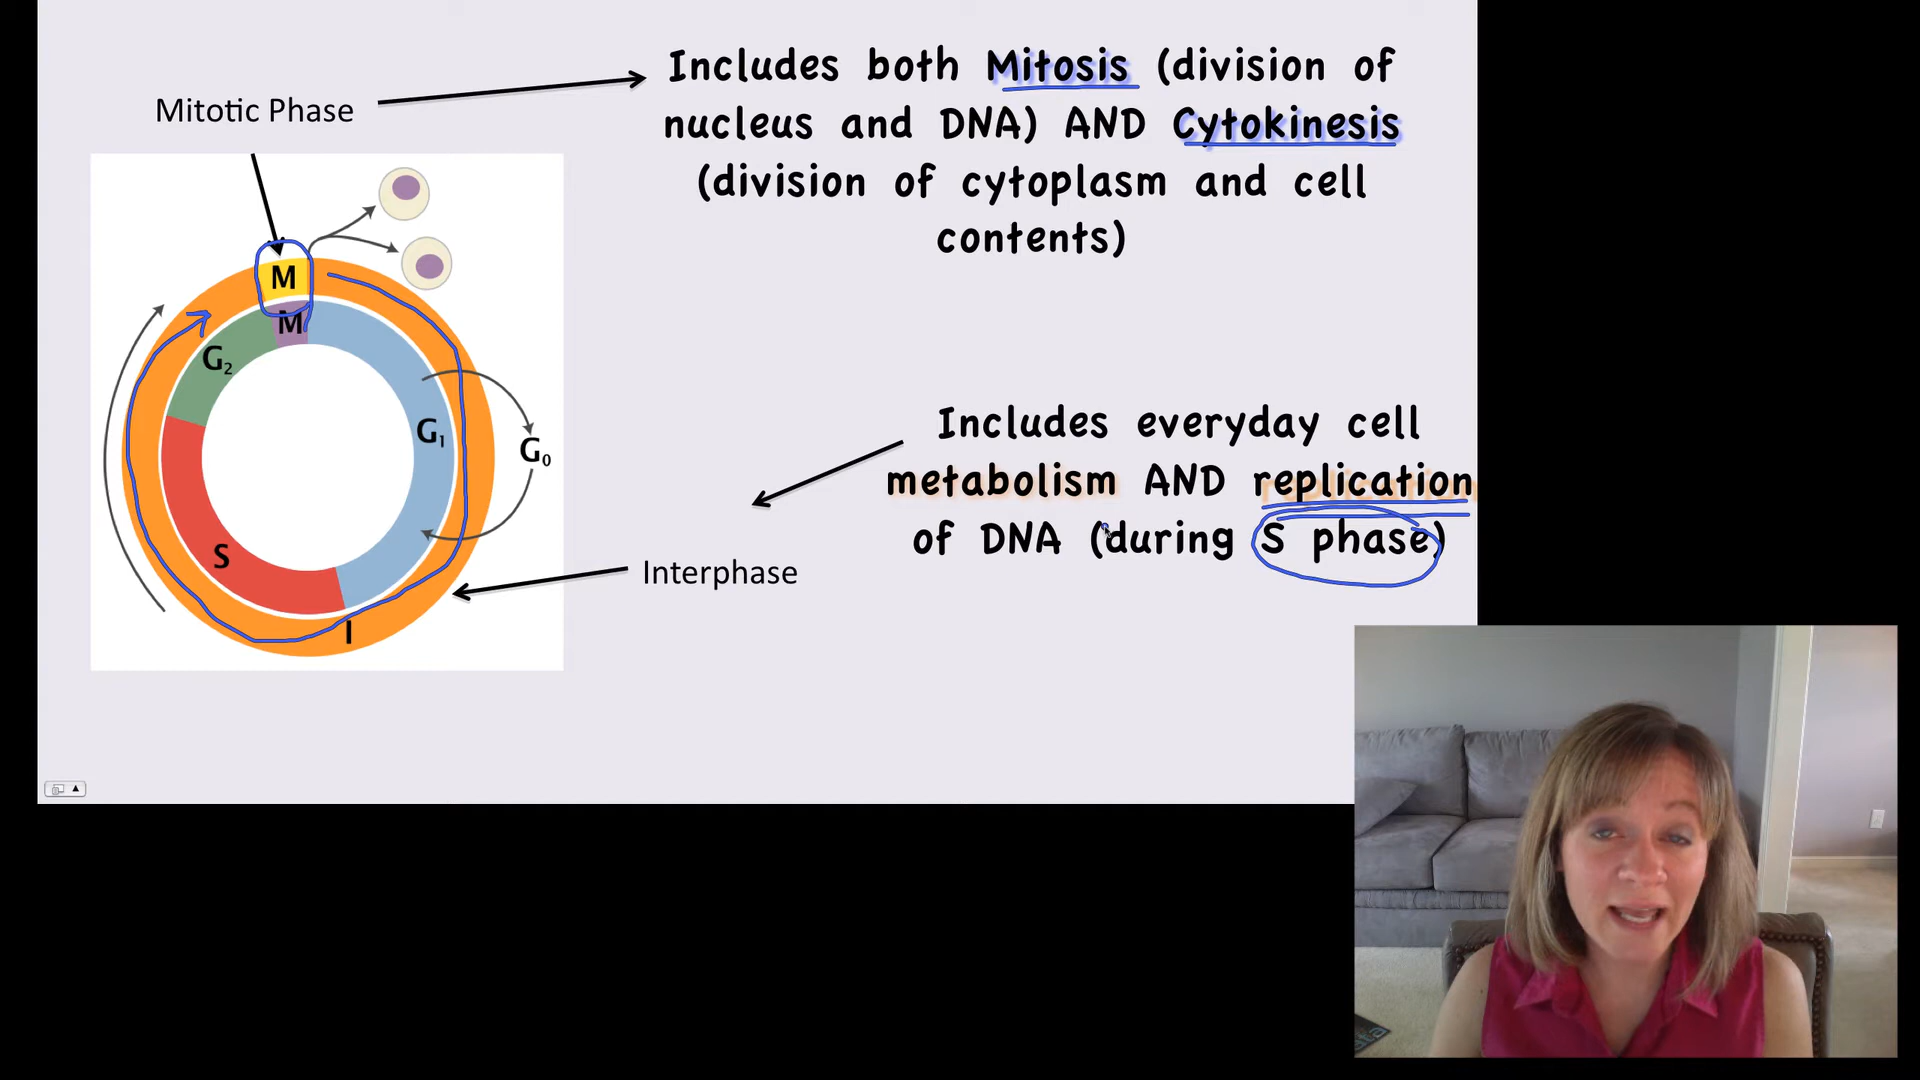 Mitotic Phase
Includes both Mitosis (division of
nucleus and DNA) AND Cytokinesis
(division of cytoplasm and cell
contents)
M
M
G2
G1
G0
S
I
Includes everyday cell
metabolism AND replication
of DNA (during S phase)
Interphase